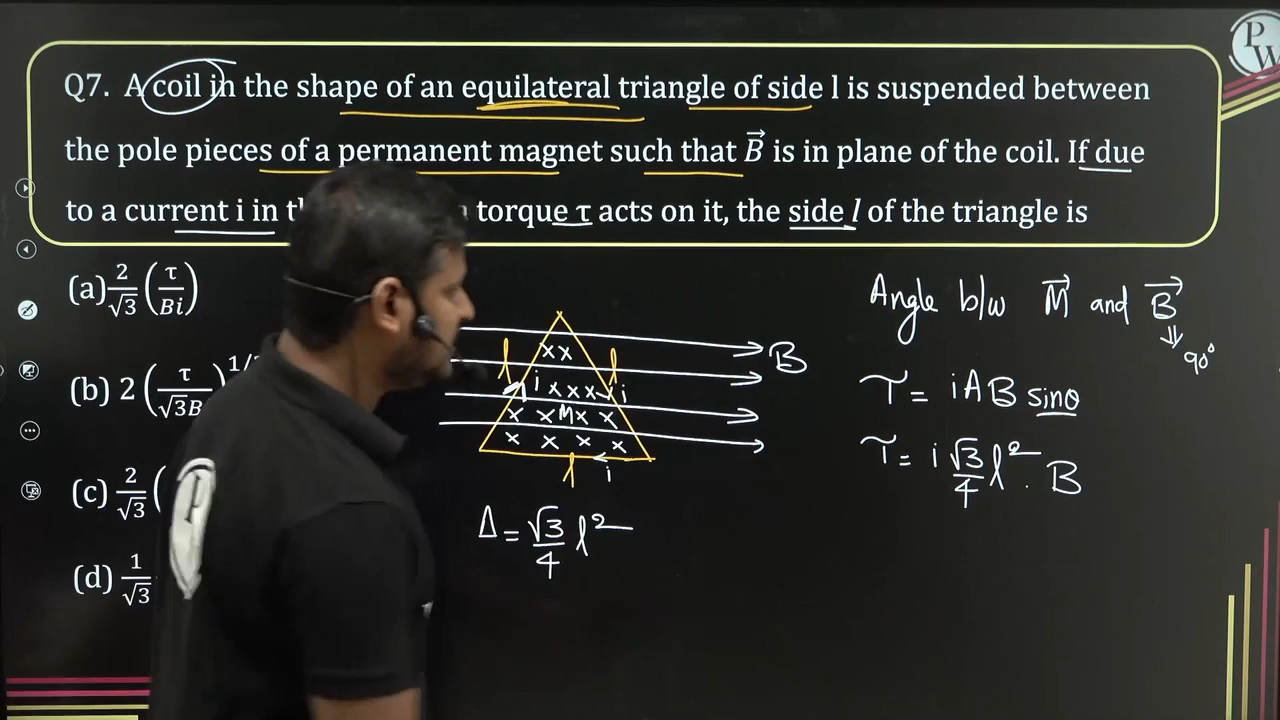 Q7. A coil in the shape of an equilateral triangle of side l is suspended between
the pole pieces of a permanent magnet such that B⃗ is in plane of the coil. If due
to a current i in torque τ acts on it, the side l of the triangle is
(a) 2/√3 (τ/Bi)
(b) 2 (τ/√3B )^1/
(c) 2/√3 (
(d) 1/√3
l l
i i
××
×××
××M××
××××
B
l i
Δ = √3/4 l²
Angle b/w M⃗ and B⃗
⇓ 90°
τ = iAB sinθ
τ = i √3/4 l² . B
P
W
P